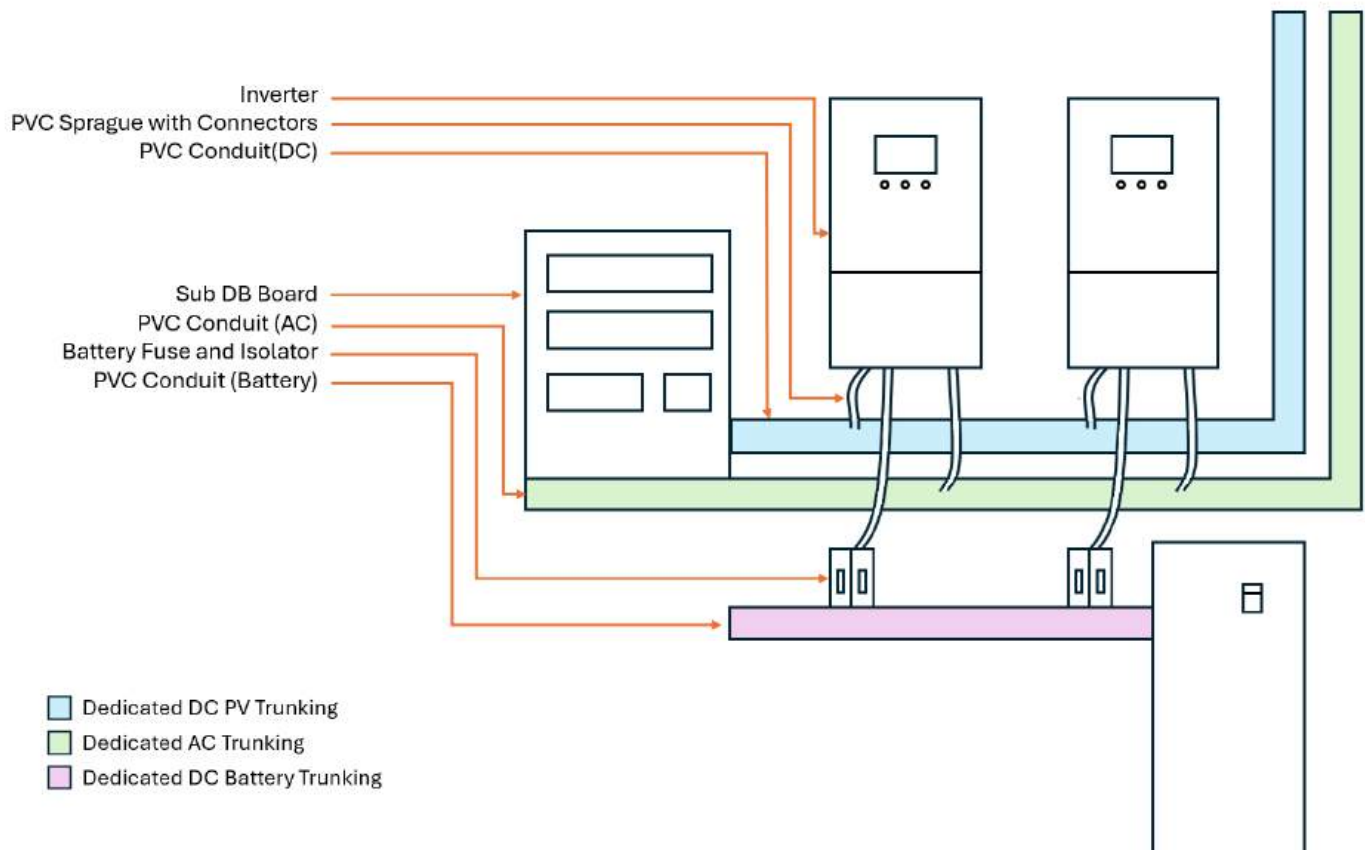 Inverter
PVC Sprague with Connectors
PVC Conduit(DC)
Sub DB Board
PVC Conduit (AC)
Battery Fuse and Isolator
PVC Conduit (Battery)
Dedicated DC PV Trunking
Dedicated AC Trunking
Dedicated DC Battery Trunking